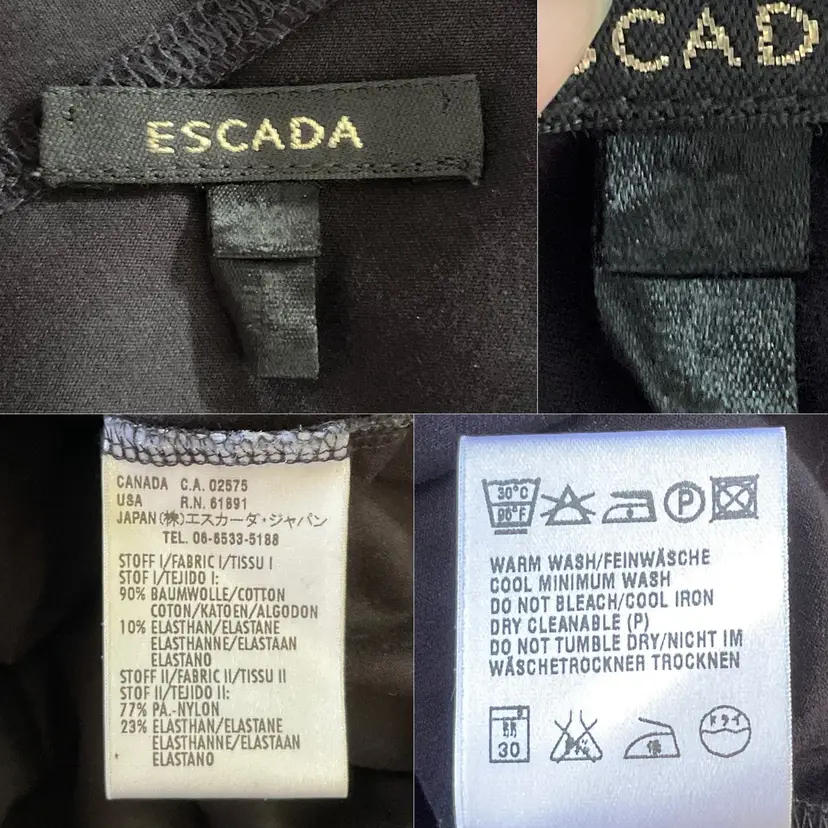 ESCADA
SCAD
38
CANADA C.A. 02575
USA R.N. 61891
JAPAN (株)エスカーダ・ジャパン
TEL. 06-6533-5188
STOFF I/FABRIC I/TISSU I
STOF I/TEJIDO I:
90% BAUMWOLLE/COTTON
COTON/KATOEN/ALGODON
10% ELASTHAN/ELASTANE
ELASTHANNE/ELASTAAN
ELASTANO
STOFF II/FABRIC II/TISSU II
STOF II/TEJIDO II:
77% PA.-NYLON
23% ELASTHAN/ELASTANE
ELASTHANNE/ELASTAAN
ELASTANO
30°C
86°F
P
WARM WASH/FEINWÄSCHE
COOL MINIMUM WASH
DO NOT BLEACH/COOL IRON
DRY CLEANABLE (P)
DO NOT TUMBLE DRY/NICHT IM
WÄSCHETROCKNER TROCKNEN
弱
30
低
ドライ